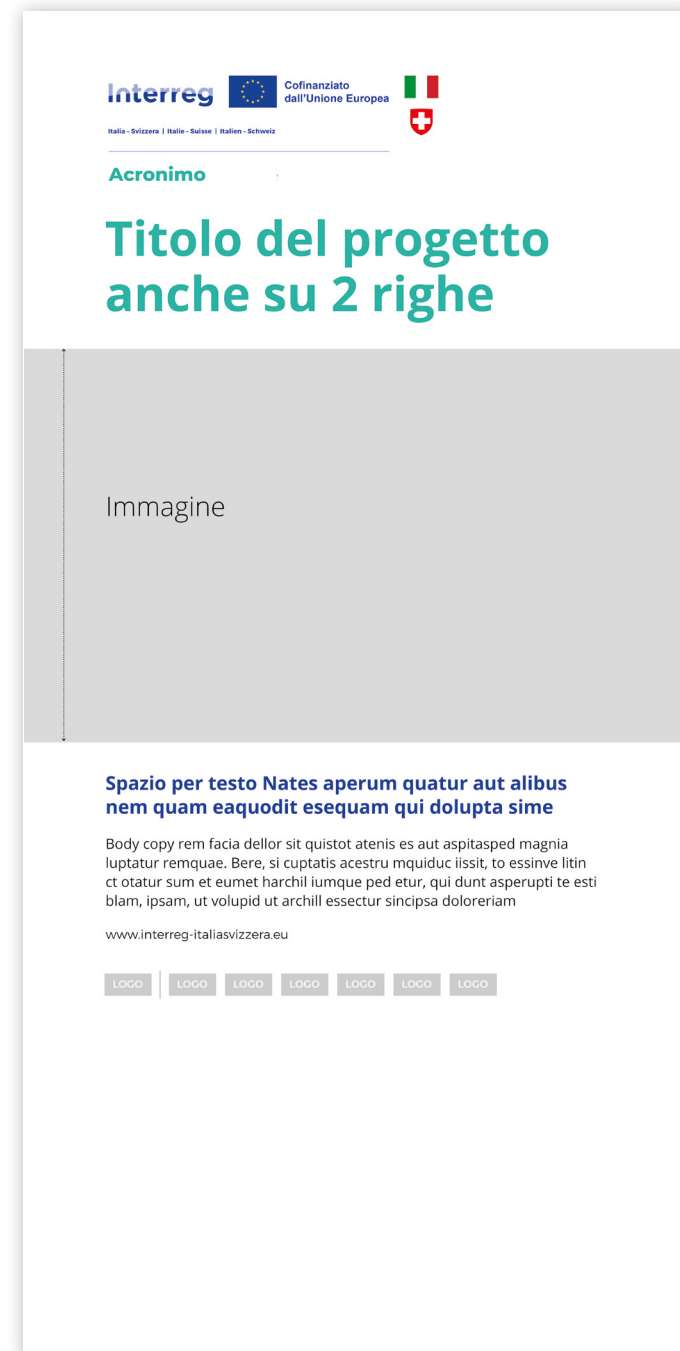 Interreg
Cofinanziato
dall'Unione Europea
Italia - Svizzera | Italie - Suisse | Italien - Schweiz
Acronimo
Titolo del progetto
anche su 2 righe
Immagine
Spazio per testo Nates aperum quatur aut alibus
nem quam eaquodit esequam qui dolupta sime
Body copy rem facia dellor sit quistot atenis es aut aspitasped magnia
luptatur remquae. Bere, si cuptatis acestru mquiduc iissit, to essinve litin
ct otatur sum et eumet harchil iumque ped etur, qui dunt asperupti te esti
blam, ipsam, ut volupid ut archill essectur sincipsa doloreriam
www.interreg-italiasvizzera.eu
LOGO LOGO LOGO LOGO LOGO LOGO LOGO